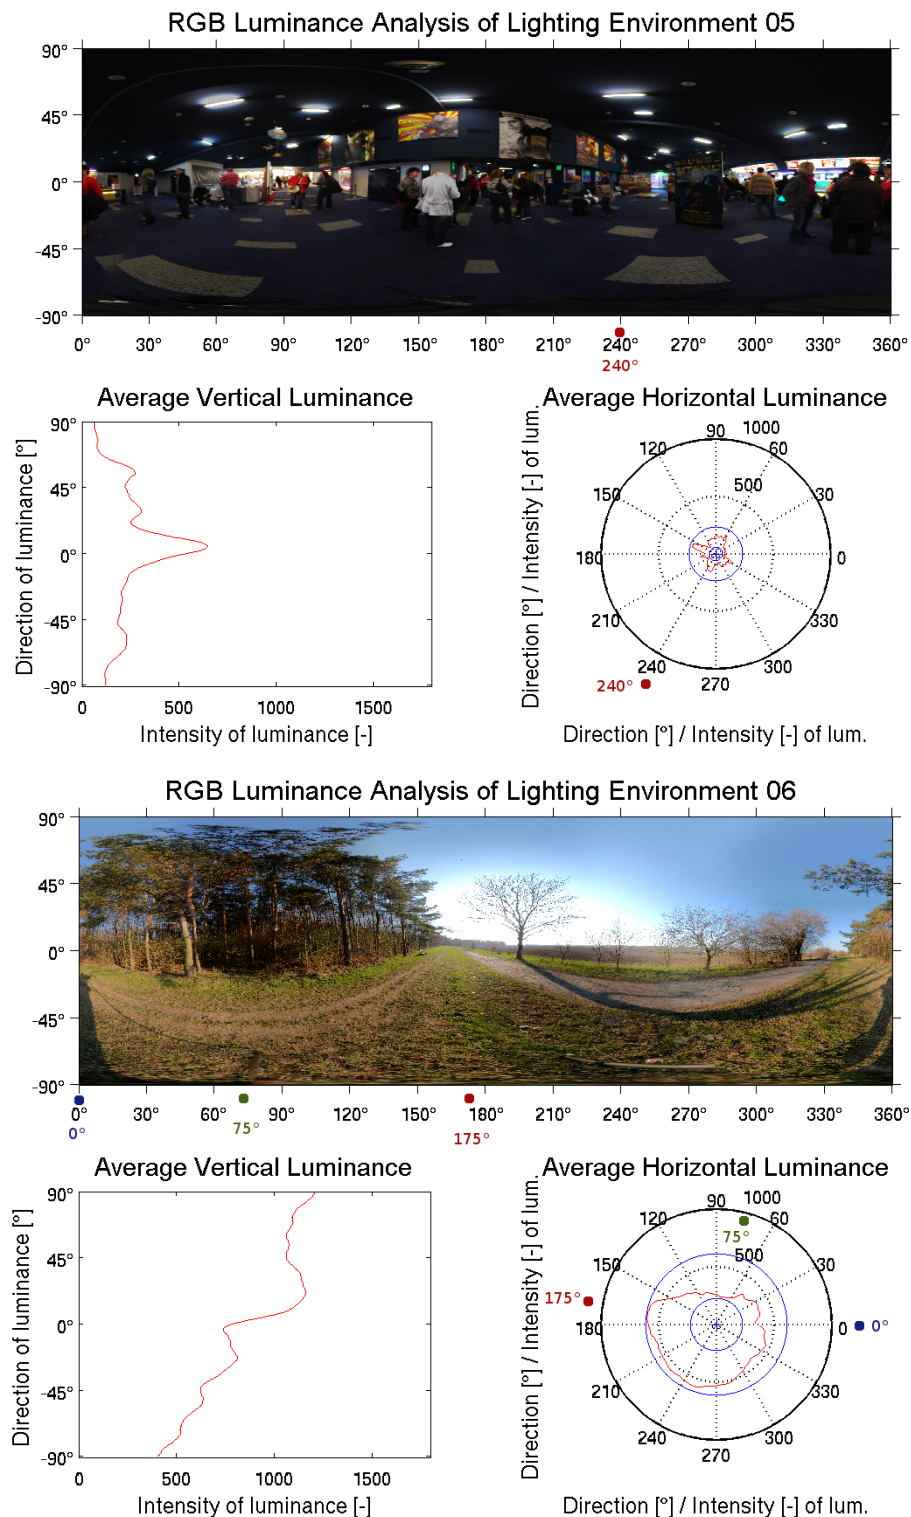 RGB Luminance Analysis of Lighting Environment 05
90°
45°
0°
-45°
-90°
0° 30° 60° 90° 120° 150° 180° 210° 240° 270° 300° 330° 360°
240°
Average Vertical Luminance
90°
45°
0°
-45°
-90°
Direction of luminance [°]
0 500 1000 1500
Intensity of luminance [-]
Average Horizontal Luminance
Direction [°] / Intensity [-] of lum.
90 1000
120 60
500
150 30
180 0
210 330
240 300
270
240°
Direction [°] / Intensity [-] of lum.
RGB Luminance Analysis of Lighting Environment 06
90°
45°
0°
-45°
-90°
0° 30° 60° 90° 120° 150° 180° 210° 240° 270° 300° 330° 360°
0° 75° 175°
Average Vertical Luminance
90°
45°
0°
-45°
-90°
Direction of luminance [°]
0 500 1000 1500
Intensity of luminance [-]
Average Horizontal Luminance
Direction [°] / Intensity [-] of lum.
90 1000
120 60
75°
500
150 30
175°
180 0 0°
210 330
240 300
270
Direction [°] / Intensity [-] of lum.